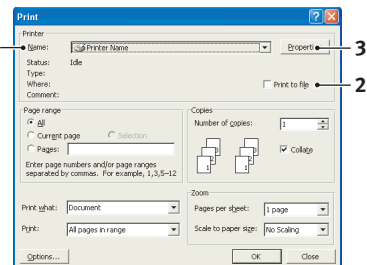 Print
Printer
Name: Printer Name Properti 3
Status: Idle
Type:
Where: Print to file 2
Comment:
Page range Copies
All Number of copies: 1
Current page Selection
Pages: Collate
Enter page numbers and/or page ranges
separated by commas. For example, 1,3,5–12
1 1 2 2 3 3
Zoom
Print what: Document Pages per sheet: 1 page
Print: All pages in range Scale to paper size: No Scaling
Options... OK Close